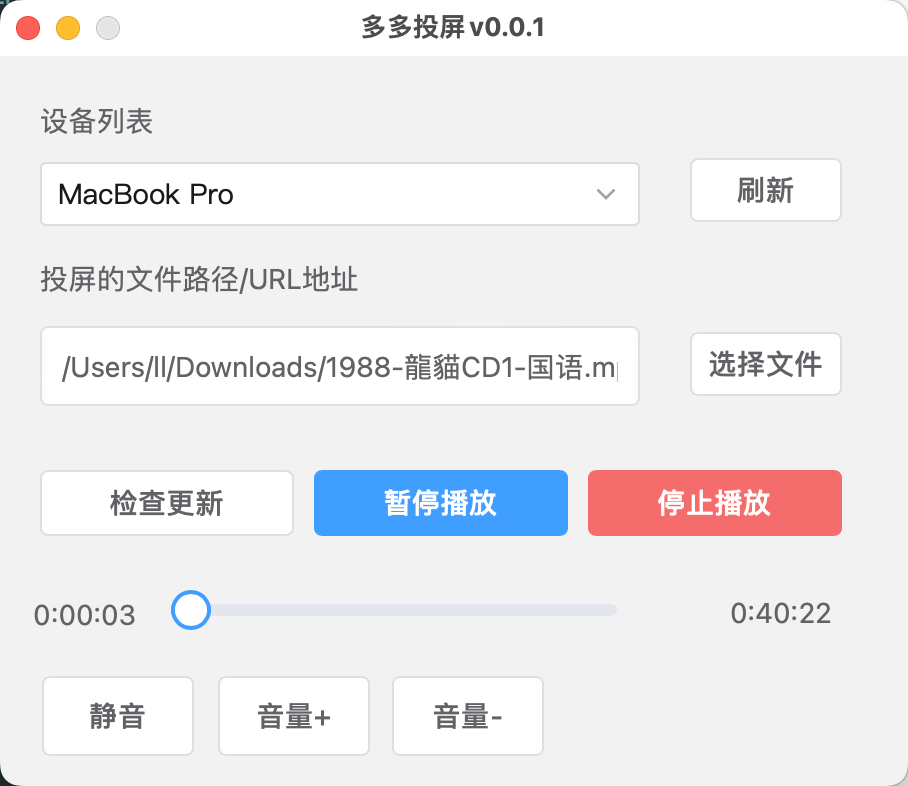 多多投屏v0.0.1
设备列表
MacBook Pro
刷新
投屏的文件路径/URL地址
/Users/ll/Downloads/1988-龍貓CD1-国语.m
选择文件
检查更新
暂停播放
停止播放
0:00:03
0:40:22
静音
音量+
音量-